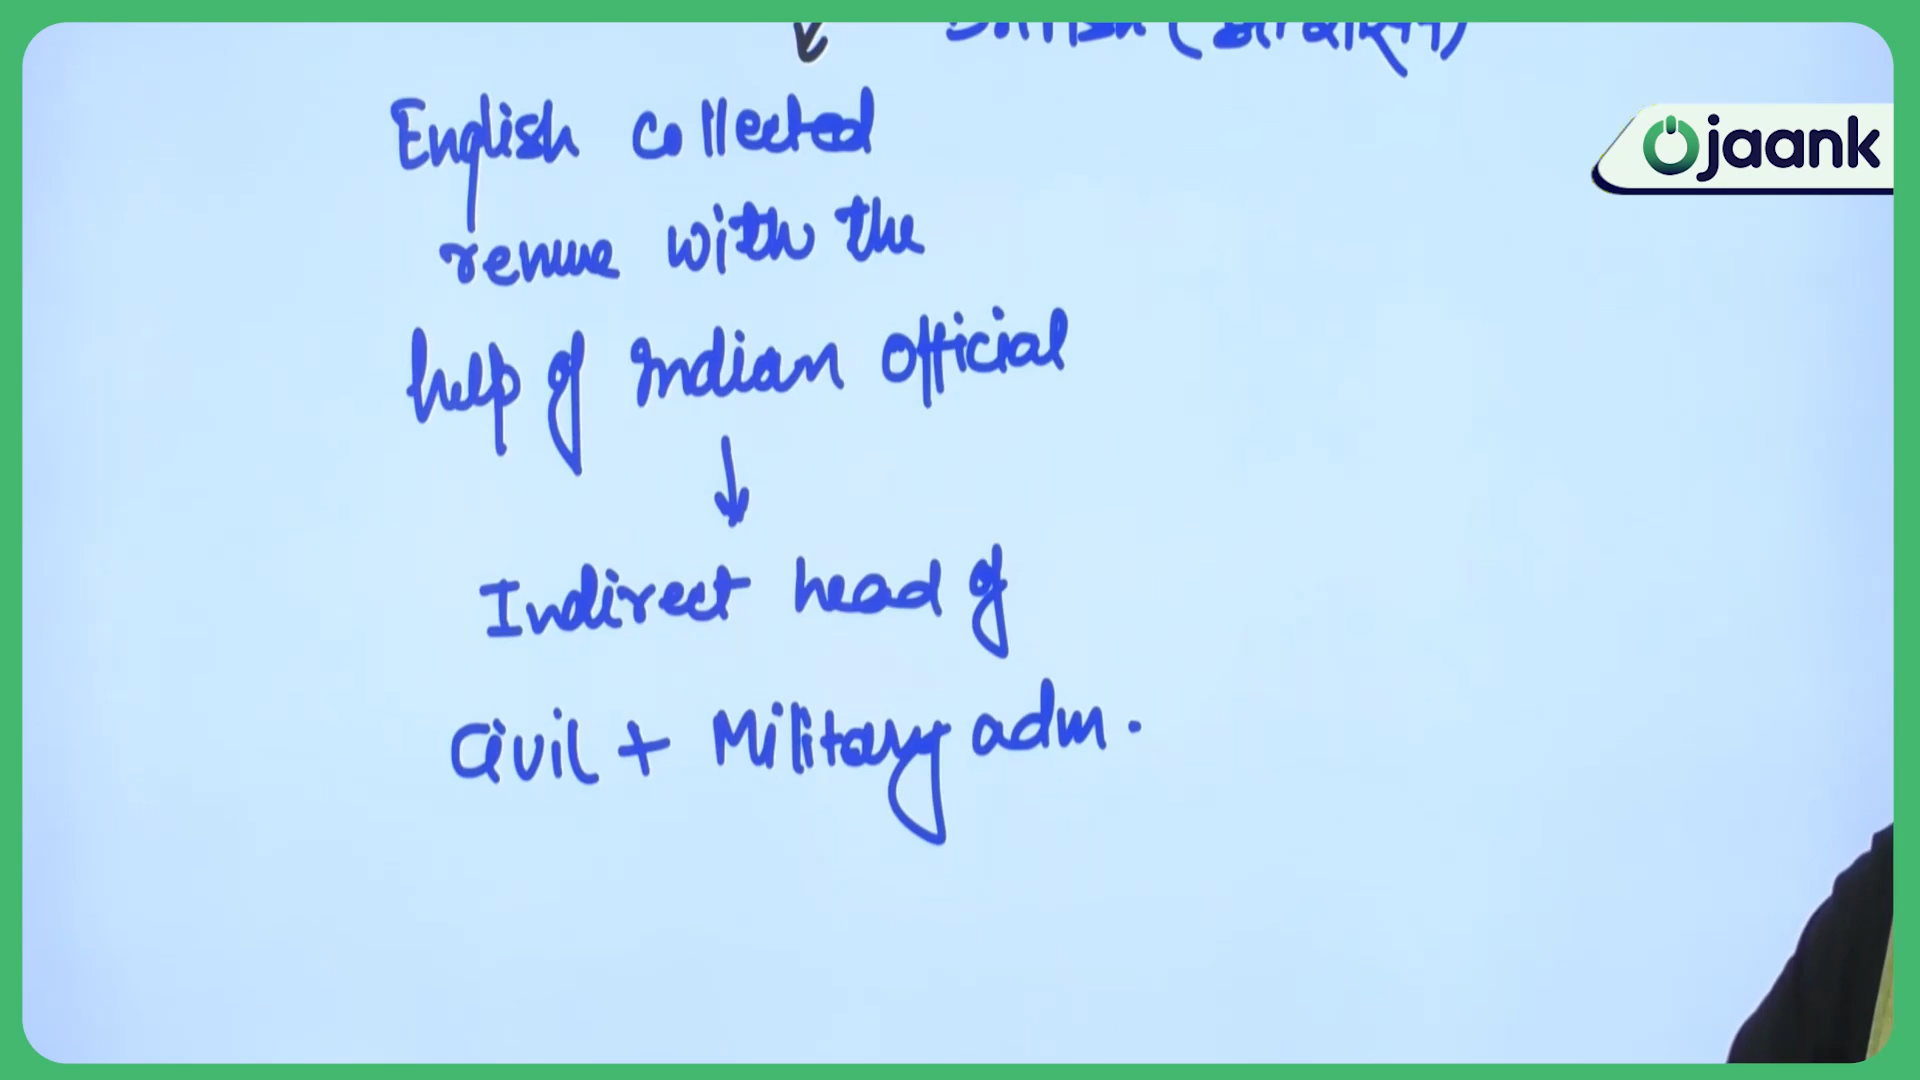 ojaank
English collected
renue with the
help of Indian official
↓
Indirect head of
Civil + Military adm.